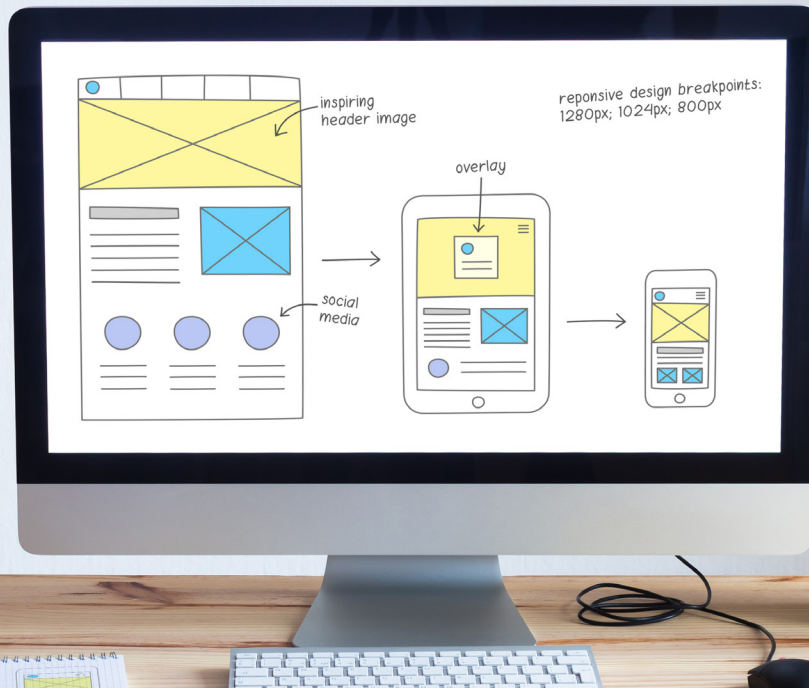 inspiring
header image
reponsive design breakpoints:
1280px; 1024px; 800px
overlay
social
media